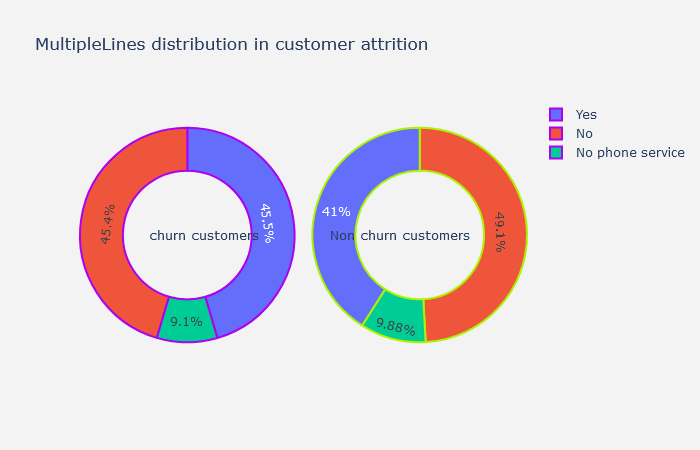 MultipleLines distribution in customer attrition
Yes
No
No phone service
45.4%
churn customers
45.5%
9.1%
41%
Non churn customers
49.1%
9.88%